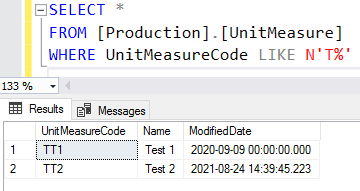 SELECT *
FROM [Production].[UnitMeasure]
WHERE UnitMeasureCode LIKE N'T%'
133 %
Results Messages
UnitMeasureCode Name ModifiedDate
1 TT1 Test 1 2020-09-09 00:00:00.000
2 TT2 Test 2 2021-08-24 14:39:45.223